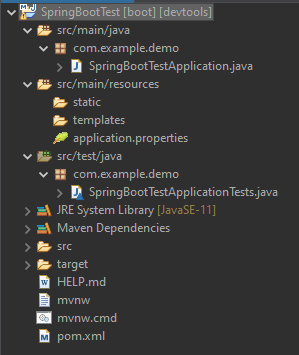 SpringBootTest [boot] [devtools]
src/main/java
com.example.demo
SpringBootTestApplication.java
src/main/resources
static
templates
application.properties
src/test/java
com.example.demo
SpringBootTestApplicationTests.java
JRE System Library [JavaSE-11]
Maven Dependencies
src
target
HELP.md
mvnw
mvnw.cmd
pom.xml